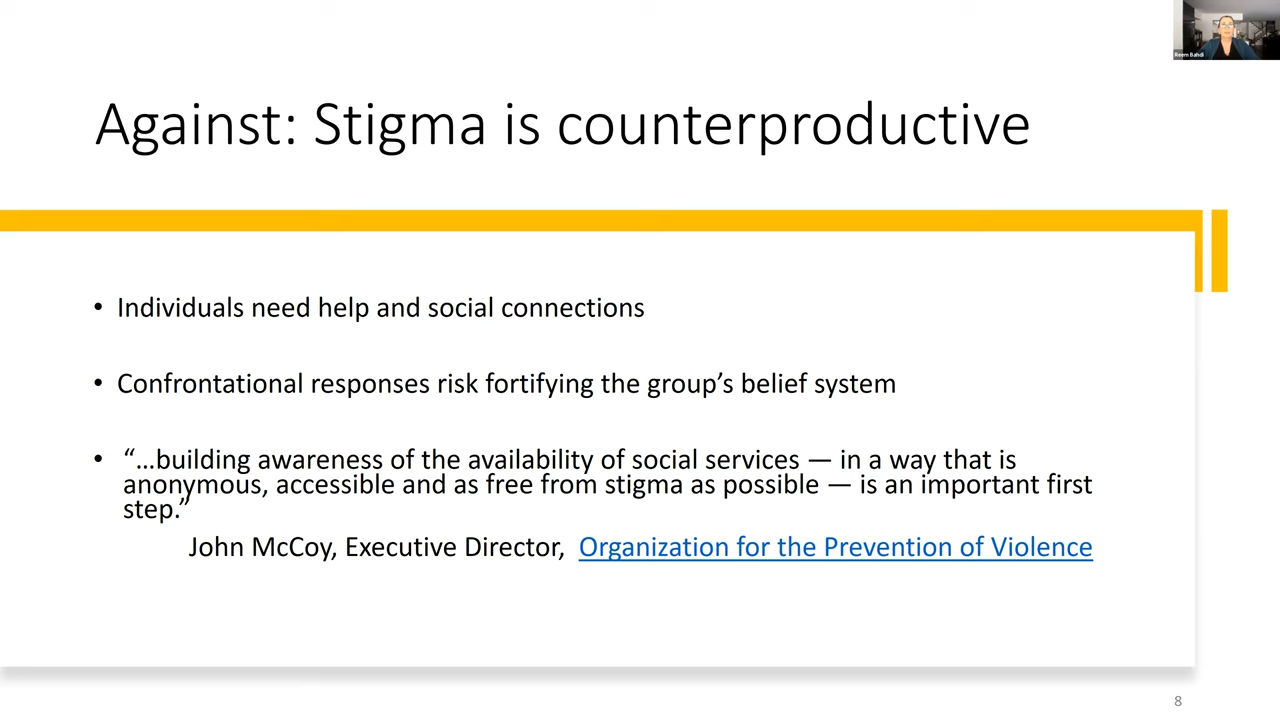 Reem Bahdi
Against: Stigma is counterproductive
• Individuals need help and social connections
• Confrontational responses risk fortifying the group’s belief system
• “…building awareness of the availability of social services — in a way that is
anonymous, accessible and as free from stigma as possible — is an important first
step.”
John McCoy, Executive Director, Organization for the Prevention of Violence
8